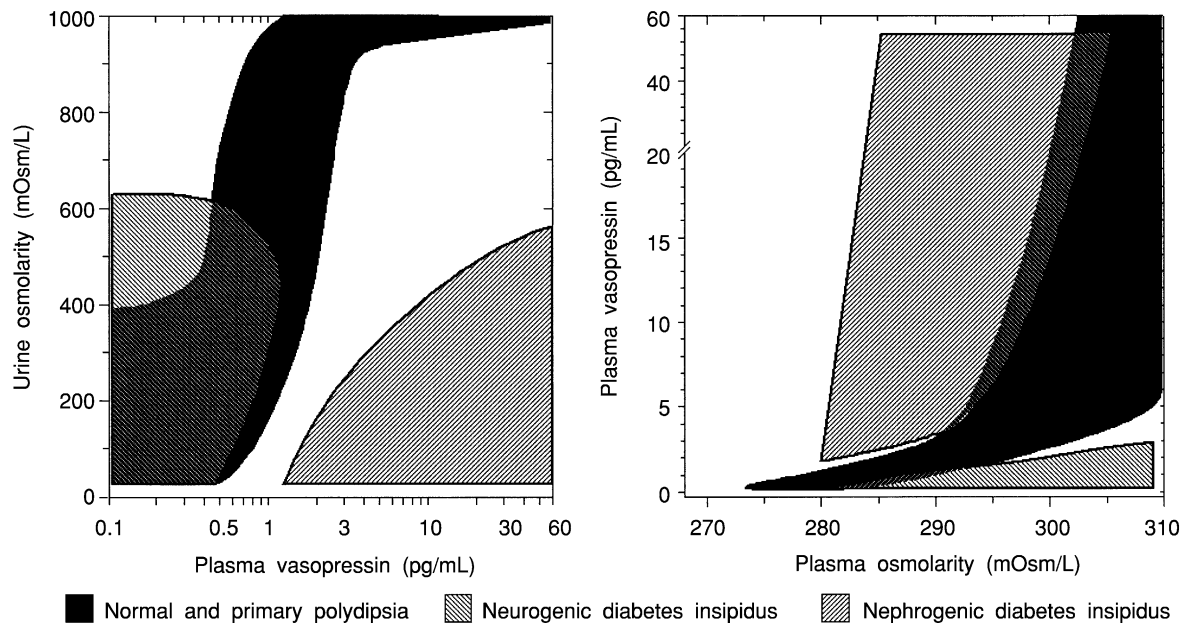 1000
800
600
400
200
0
Urine osmolarity (mOsm/L)
0.1 0.5 1 3 10 30 60
Plasma vasopressin (pg/mL)
60
40
20
15
10
5
0
Plasma vasopressin (pg/mL)
270 280 290 300 310
Plasma osmolarity (mOsm/L)
Normal and primary polydipsia Neurogenic diabetes insipidus Nephrogenic diabetes insipidus